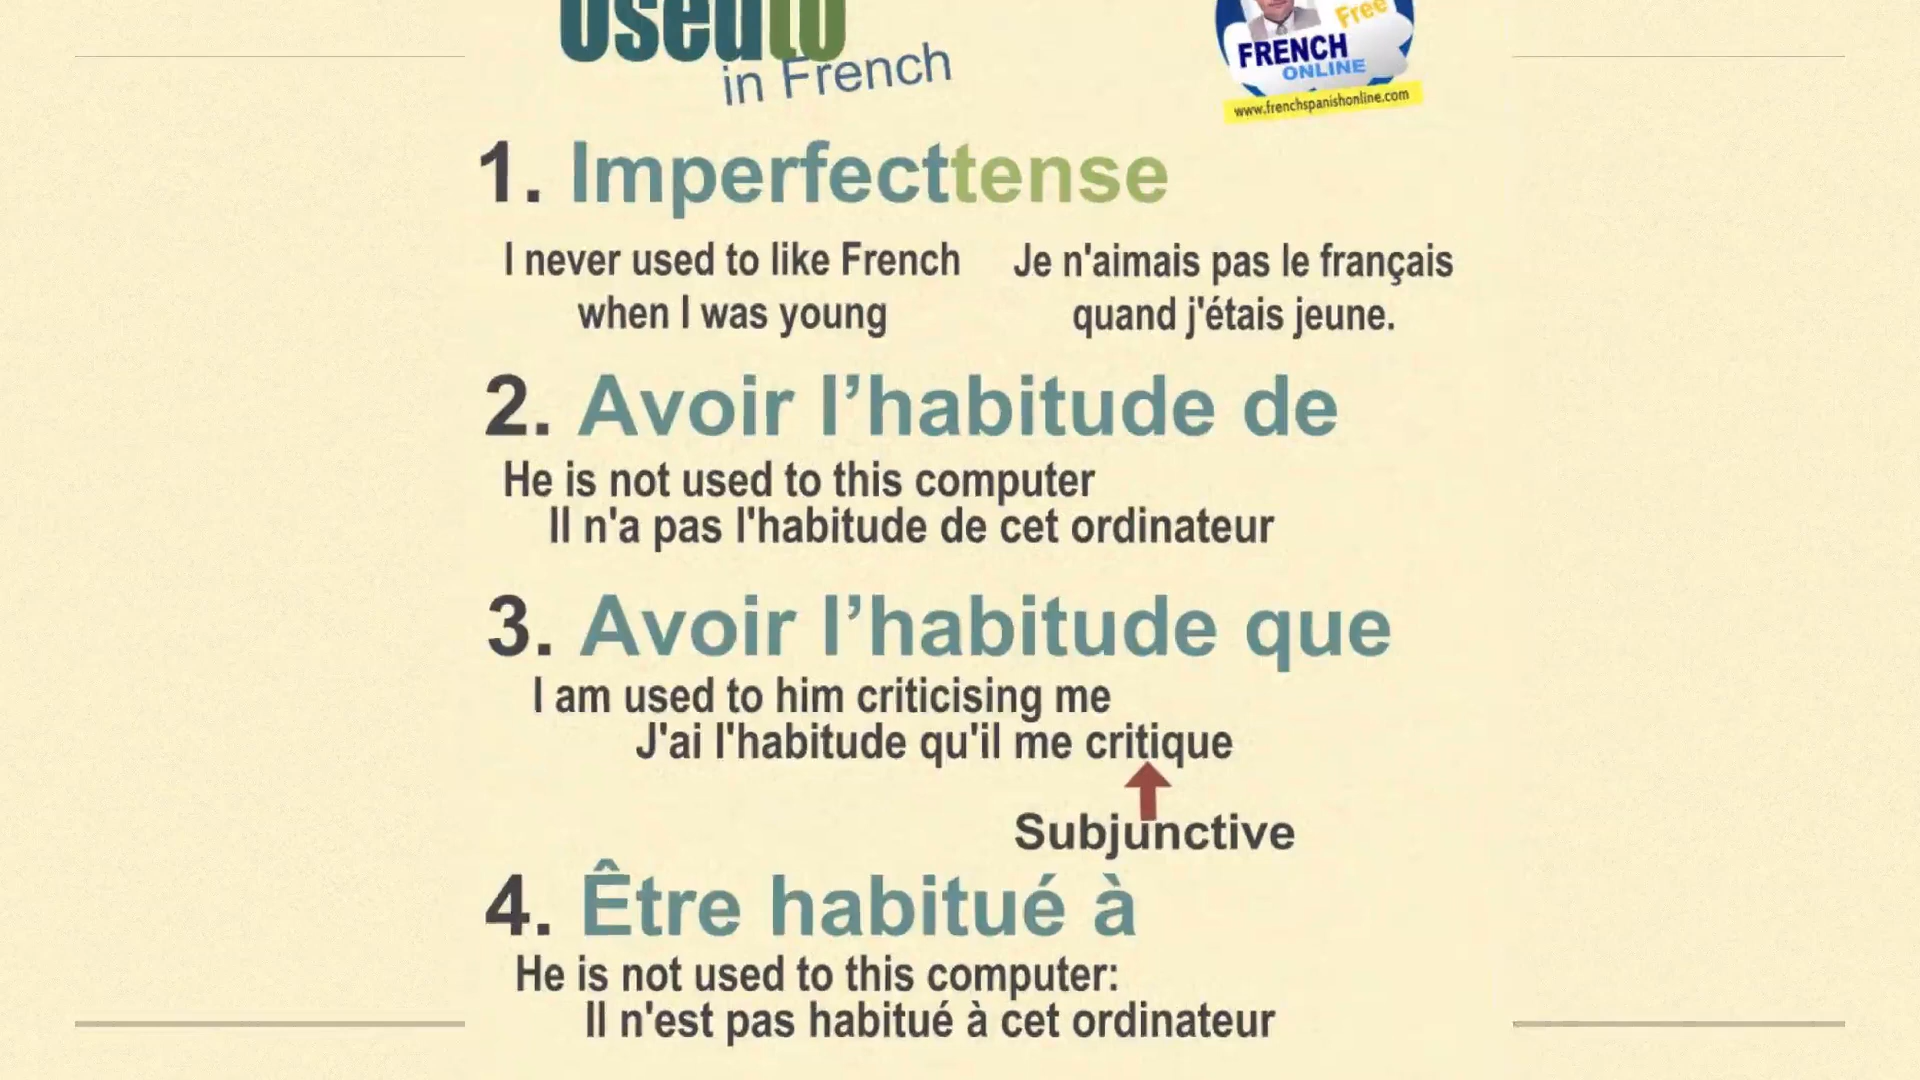 Used to
in French
Free
FRENCH
ONLINE
www.frenchspanishonline.com
1. Imperfecttense
I never used to like French
when I was young
Je n'aimais pas le français
quand j'étais jeune.
2. Avoir l’habitude de
He is not used to this computer
Il n'a pas l'habitude de cet ordinateur
3. Avoir l’habitude que
I am used to him criticising me
J'ai l'habitude qu'il me critique
Subjunctive
4. Être habitué à
He is not used to this computer:
Il n'est pas habitué à cet ordinateur